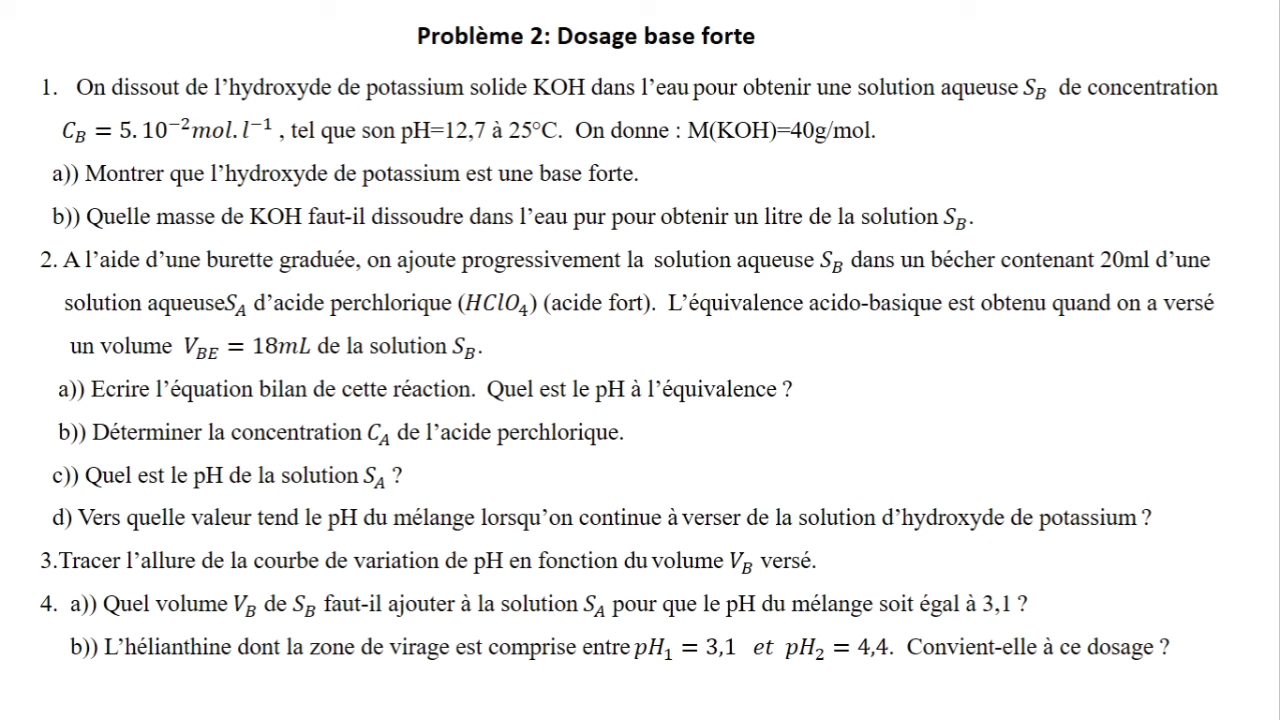 Problème 2: Dosage base forte
1. On dissout de l’hydroxyde de potassium solide KOH dans l’eau pour obtenir une solution aqueuse S_B de concentration
C_B = 5. 10⁻² mol. l⁻¹ , tel que son pH=12,7 à 25°C. On donne : M(KOH)=40g/mol.
a)) Montrer que l’hydroxyde de potassium est une base forte.
b)) Quelle masse de KOH faut-il dissoudre dans l’eau pur pour obtenir un litre de la solution S_B.
2. A l’aide d’une burette graduée, on ajoute progressivement la solution aqueuse S_B dans un bécher contenant 20ml d’une
solution aqueuseS_A d’acide perchlorique (HClO₄) (acide fort). L’équivalence acido-basique est obtenu quand on a versé
un volume V_BE = 18mL de la solution S_B.
a)) Ecrire l’équation bilan de cette réaction. Quel est le pH à l’équivalence ?
b)) Déterminer la concentration C_A de l’acide perchlorique.
c)) Quel est le pH de la solution S_A ?
d) Vers quelle valeur tend le pH du mélange lorsqu’on continue à verser de la solution d’hydroxyde de potassium ?
3.Tracer l’allure de la courbe de variation de pH en fonction du volume V_B versé.
4. a)) Quel volume V_B de S_B faut-il ajouter à la solution S_A pour que le pH du mélange soit égal à 3,1 ?
b)) L’hélianthine dont la zone de virage est comprise entre pH₁ = 3,1 et pH₂ = 4,4. Convient-elle à ce dosage ?